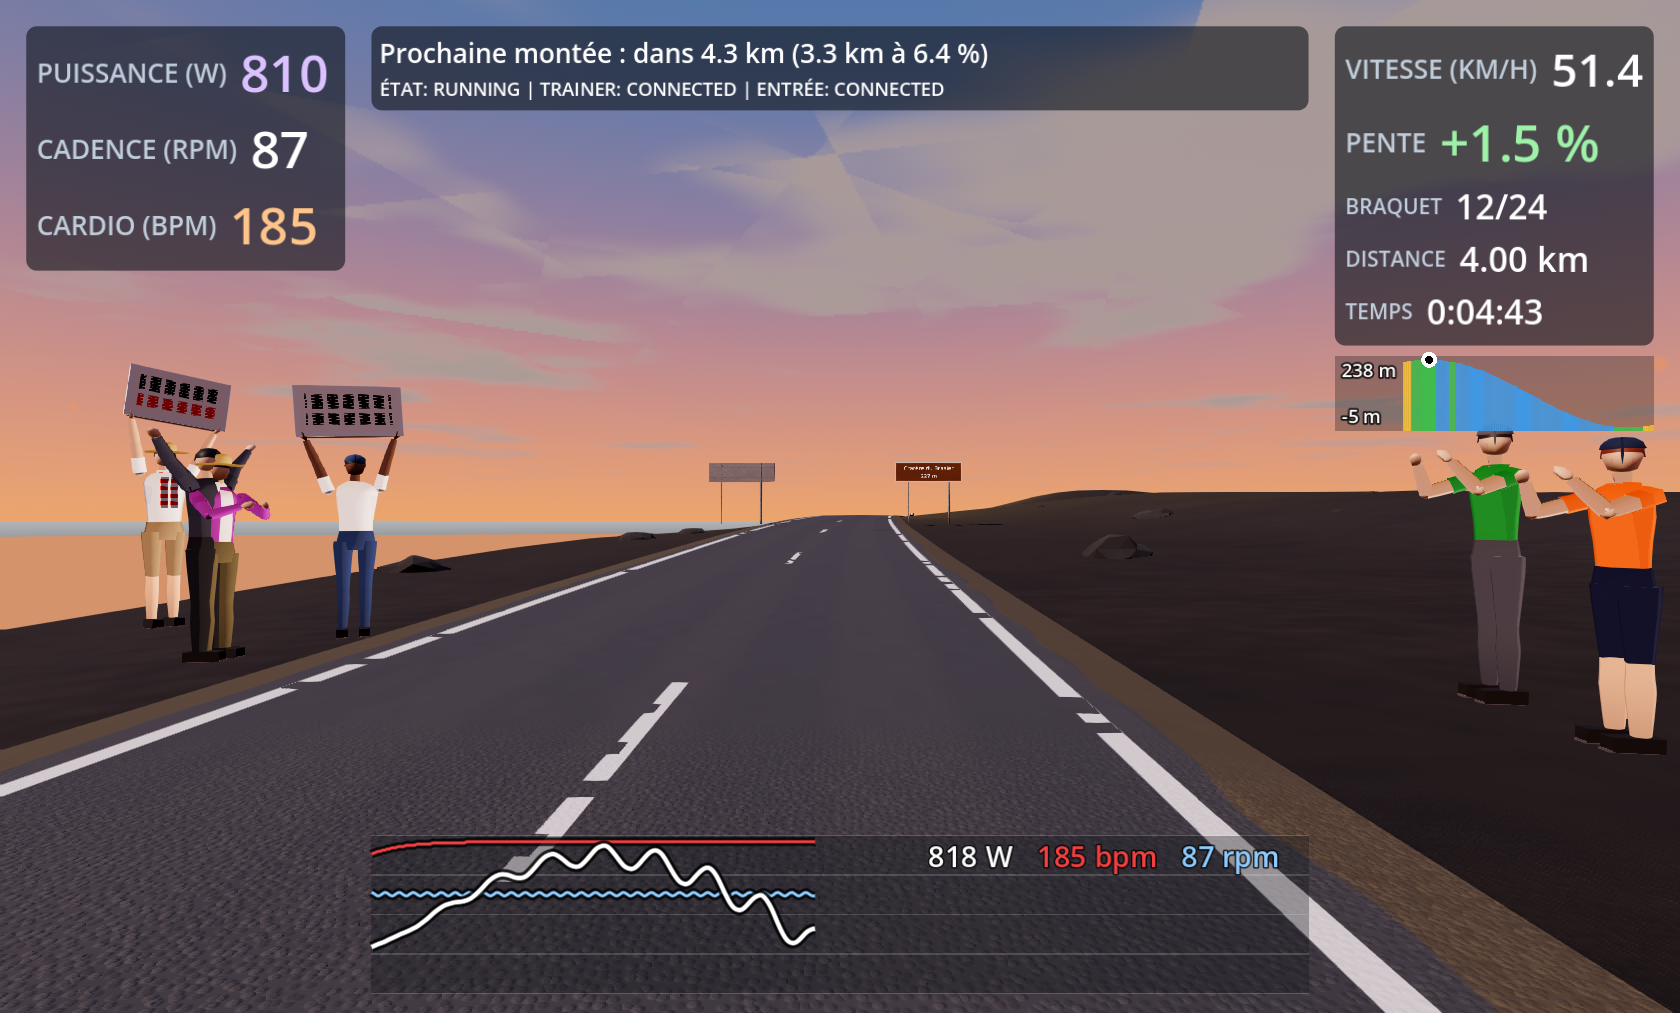 PUISSANCE (W) 810
CADENCE (RPM) 87
CARDIO (BPM) 185
Prochaine montée : dans 4.3 km (3.3 km à 6.4 %)
ÉTAT: RUNNING | TRAINER: CONNECTED | ENTRÉE: CONNECTED
VITESSE (KM/H) 51.4
PENTE +1.5 %
BRAQUET 12/24
DISTANCE 4.00 km
TEMPS 0:04:43
238 m
-5 m
237 m
818 W 185 bpm 87 rpm